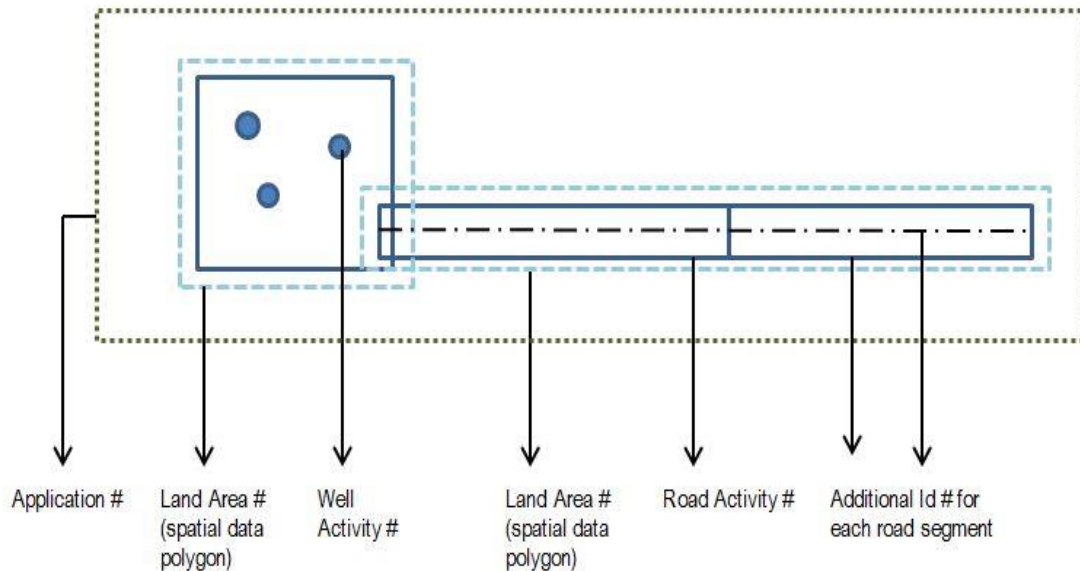 Application #
Land Area #
(spatial data
polygon)
Well
Activity #
Land Area #
(spatial data
polygon)
Road Activity #
Additional Id # for
each road segment